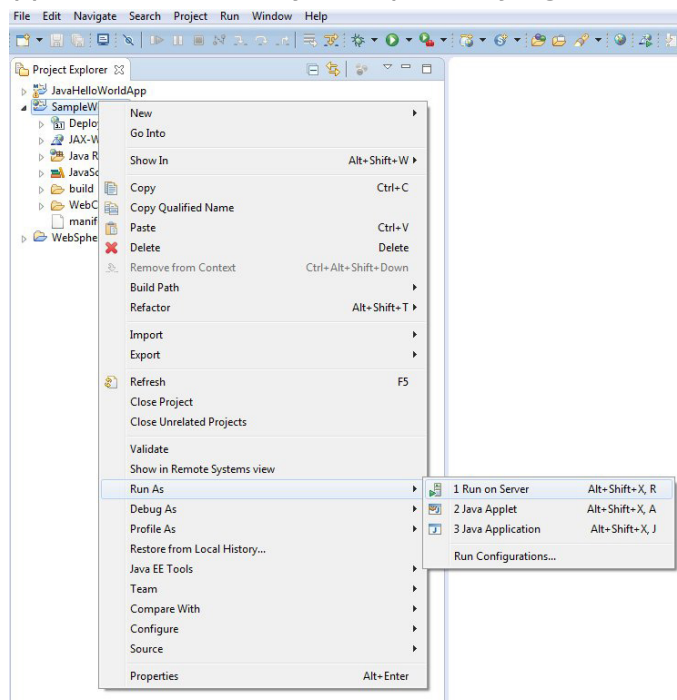 File Edit Navigate Search Project Run Window Help
Project Explorer
JavaHelloWorldApp
SampleW
Deplo
JAX-W
Java R
JavaSc
build
WebC
manif
WebSphe
New
Go Into
Show In Alt+Shift+W
Copy Ctrl+C
Copy Qualified Name
Paste Ctrl+V
Delete Delete
Remove from Context Ctrl+Alt+Shift+Down
Build Path
Refactor Alt+Shift+T
Import
Export
Refresh F5
Close Project
Close Unrelated Projects
Validate
Show in Remote Systems view
Run As
Debug As
Profile As
Restore from Local History...
Java EE Tools
Team
Compare With
Configure
Source
Properties Alt+Enter
1 Run on Server Alt+Shift+X, R
2 Java Applet Alt+Shift+X, A
3 Java Application Alt+Shift+X, J
Run Configurations...